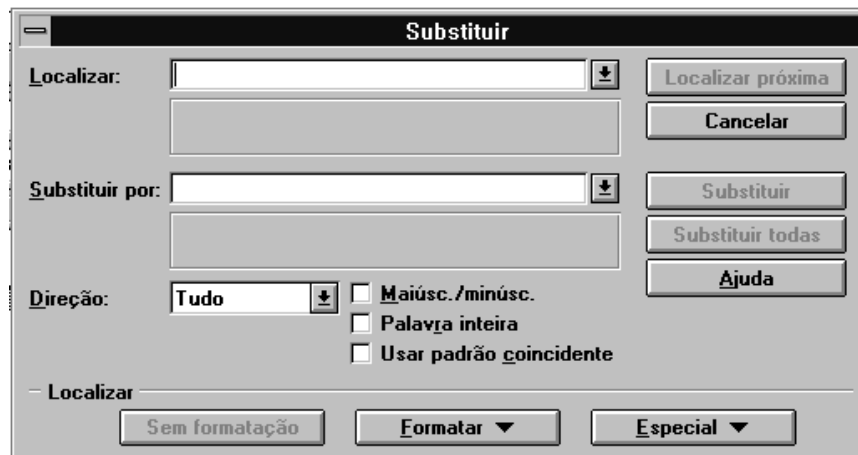 Substituir
Localizar:
Localizar próxima
Cancelar
Substituir por:
Substituir
Substituir todas
Ajuda
Direção:
Tudo
Maiúsc./minúsc.
Palavra inteira
Usar padrão coincidente
Localizar
Sem formatação
Formatar
Especial